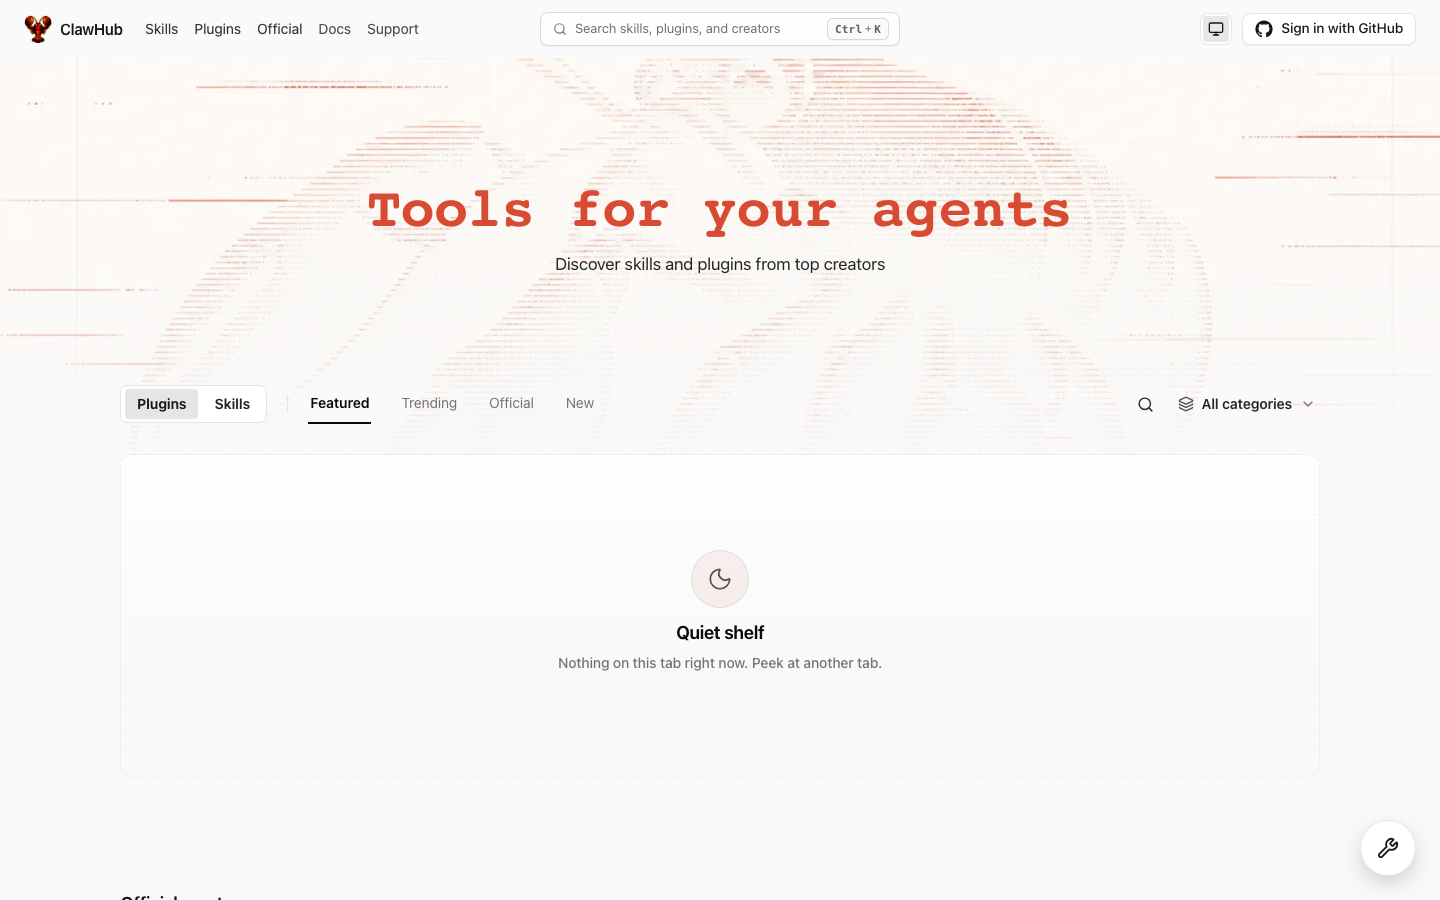 ClawHub
Skills
Plugins
Official
Docs
Support
Search skills, plugins, and creators
Ctrl + K
Sign in with GitHub
Tools for your agents
Discover skills and plugins from top creators
Plugins
Skills
Featured
Trending
Official
New
All categories
Quiet shelf
Nothing on this tab right now. Peek at another tab.